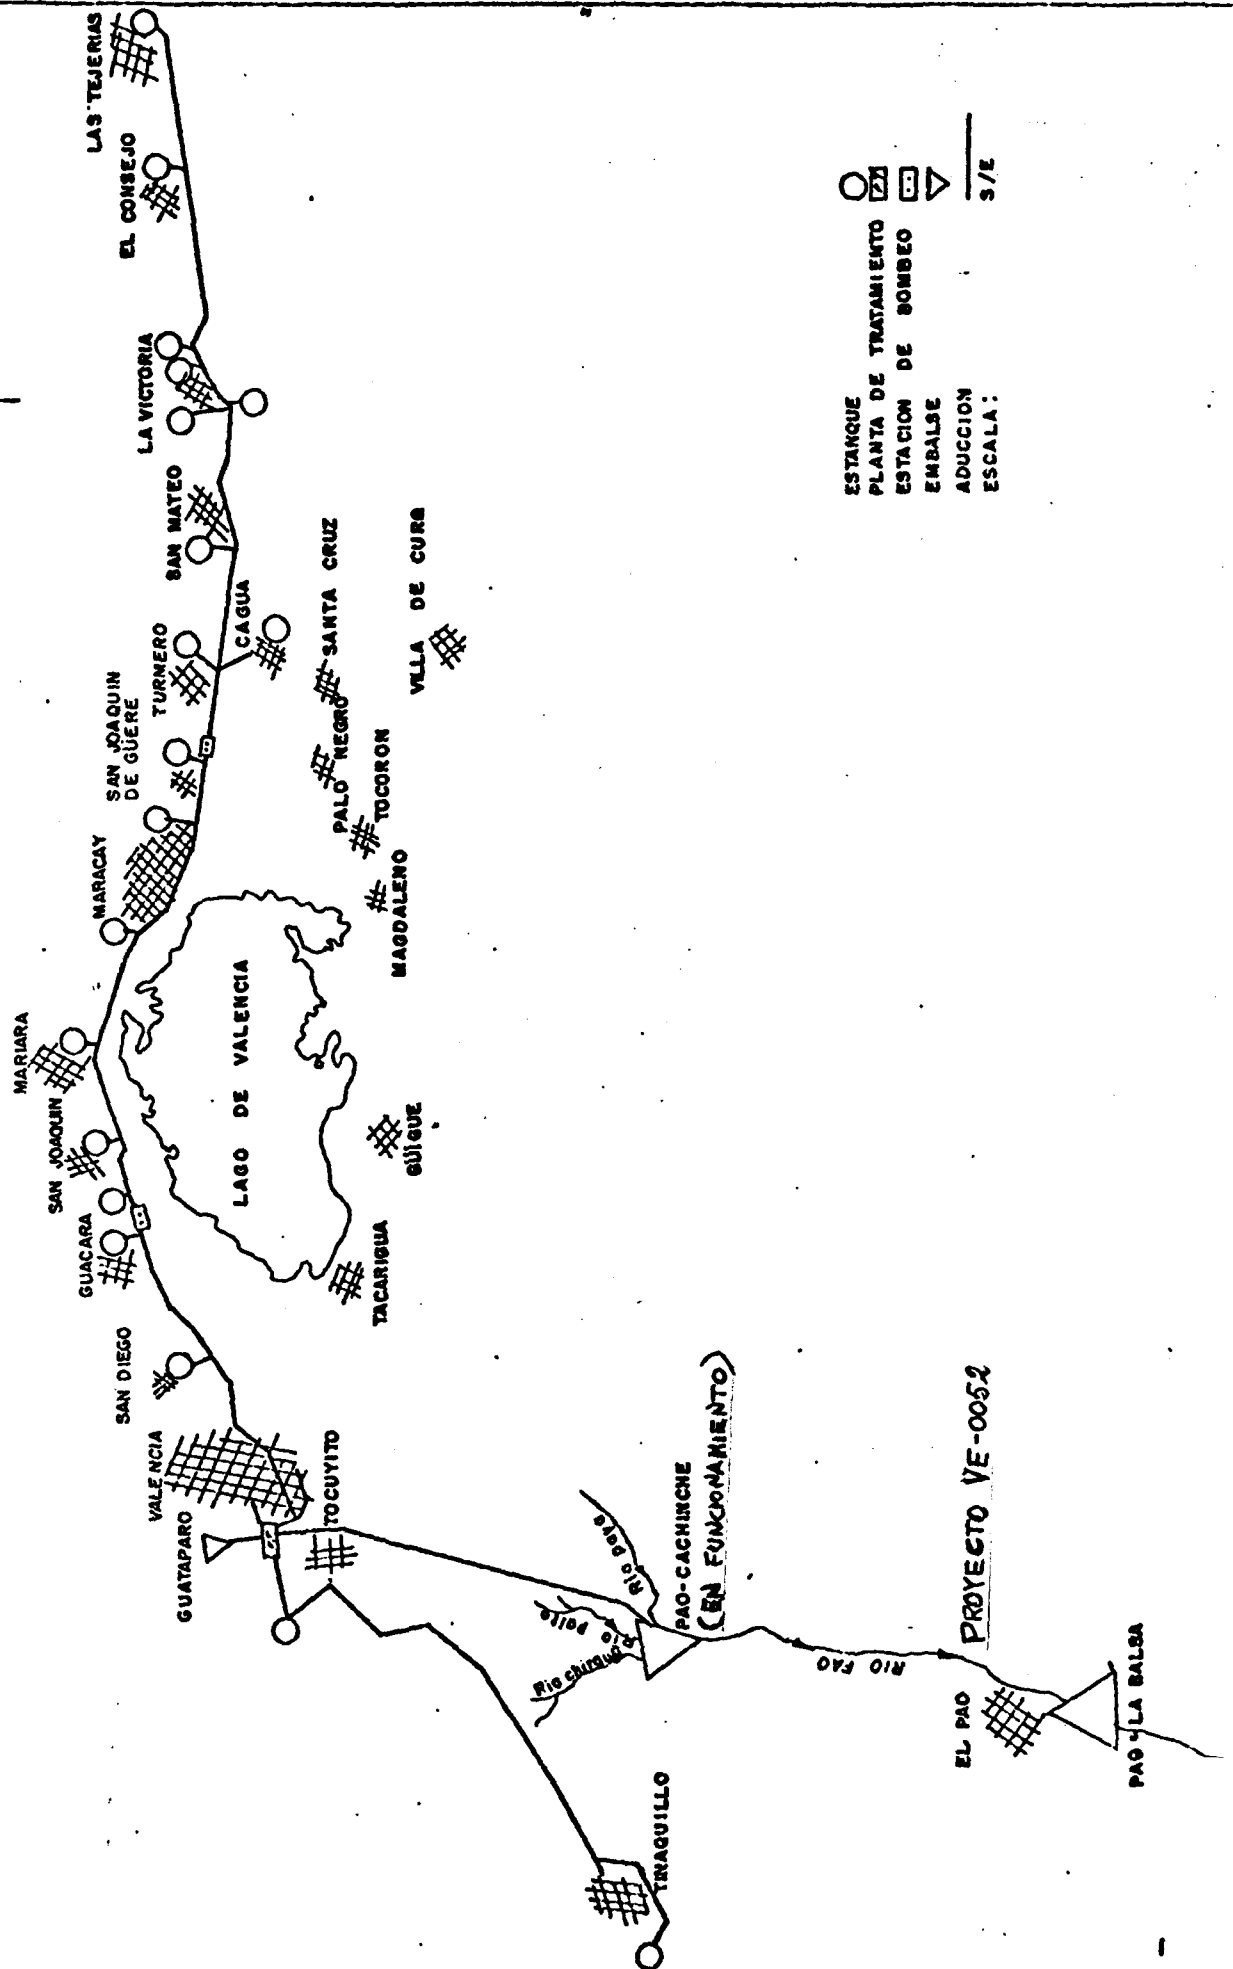 LAS TEJERIAS
EL CONSEJO
LA VICTORIA
SAN MATEO
CAGUA
TURMERO
SAN JOAQUIN
DE GÜERE
MARACAY
MARIARA
SAN JOAQUIN
GUACARA
SAN DIEGO
VALENCIA
GUATAPARO
TOCUYITO
LAGO DE VALENCIA
SANTA CRUZ
PALO NEGRO
VILLA DE CURA
TOCORON
MAGDALENO
GÜIGUE
TACARIGUA
Rio paya
Rio paito
Rio chirgua
PAO-CACHINCHE
(EN FUNCIONAMIENTO)
RIO PAO
PROYECTO VE-0052
EL PAO
PAO Y LA BALSA
TINAQUILLO
ESTANQUE
PLANTA DE TRATAMIENTO
ESTACION DE BOMBEO
EMBALSE
ADUCCION
ESCALA: S/E